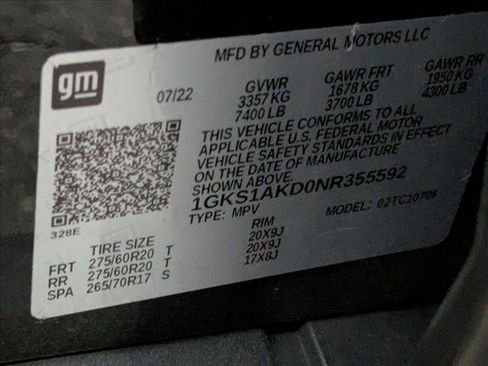 gm
MFD BY GENERAL MOTORS LLC
07/22
GVWR GAWR FRT GAWR RR
3357 KG 1678 KG 1950 KG
7400 LB 3700 LB 4300 LB
THIS VEHICLE CONFORMS TO ALL
APPLICABLE U.S. FEDERAL MOTOR
VEHICLE SAFETY STANDARDS IN EFFECT
ON THE DATE OF MANUFACTURE
SHOWN ABOVE.
1GKS1AKD0NR355592
TYPE: MPV MODEL: 02TC10706
328E
TIRE SIZE RIM
FRT 275/60R20 T 20X9J
RR 275/60R20 T 20X9J
SPA 265/70R17 S 17X8J